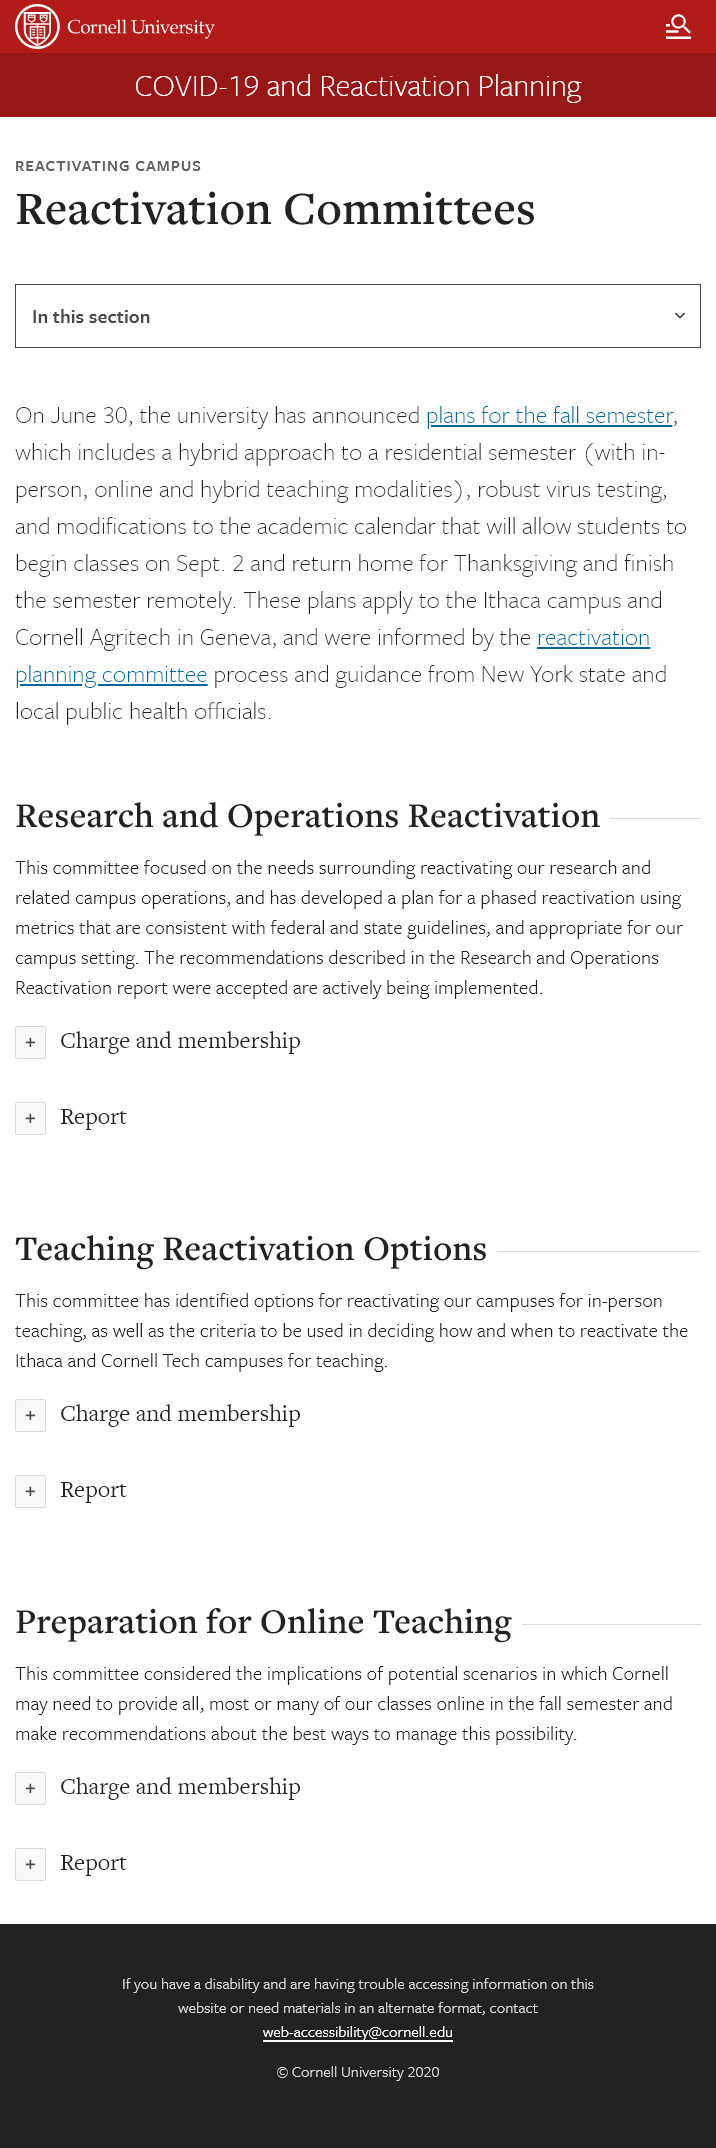 Cornell University
COVID-19 and Reactivation Planning
REACTIVATING CAMPUS
Reactivation Committees
In this section
On June 30, the university has announced plans for the fall semester,
which includes a hybrid approach to a residential semester (with in-
person, online and hybrid teaching modalities), robust virus testing,
and modifications to the academic calendar that will allow students to
begin classes on Sept. 2 and return home for Thanksgiving and finish
the semester remotely. These plans apply to the Ithaca campus and
Cornell Agritech in Geneva, and were informed by the reactivation
planning committee process and guidance from New York state and
local public health officials.
Research and Operations Reactivation
This committee focused on the needs surrounding reactivating our research and
related campus operations, and has developed a plan for a phased reactivation using
metrics that are consistent with federal and state guidelines, and appropriate for our
campus setting. The recommendations described in the Research and Operations
Reactivation report were accepted are actively being implemented.
+ Charge and membership
+ Report
Teaching Reactivation Options
This committee has identified options for reactivating our campuses for in-person
teaching, as well as the criteria to be used in deciding how and when to reactivate the
Ithaca and Cornell Tech campuses for teaching.
+ Charge and membership
+ Report
Preparation for Online Teaching
This committee considered the implications of potential scenarios in which Cornell
may need to provide all, most or many of our classes online in the fall semester and
make recommendations about the best ways to manage this possibility.
+ Charge and membership
+ Report
If you have a disability and are having trouble accessing information on this
website or need materials in an alternate format, contact
web-accessibility@cornell.edu
© Cornell University 2020